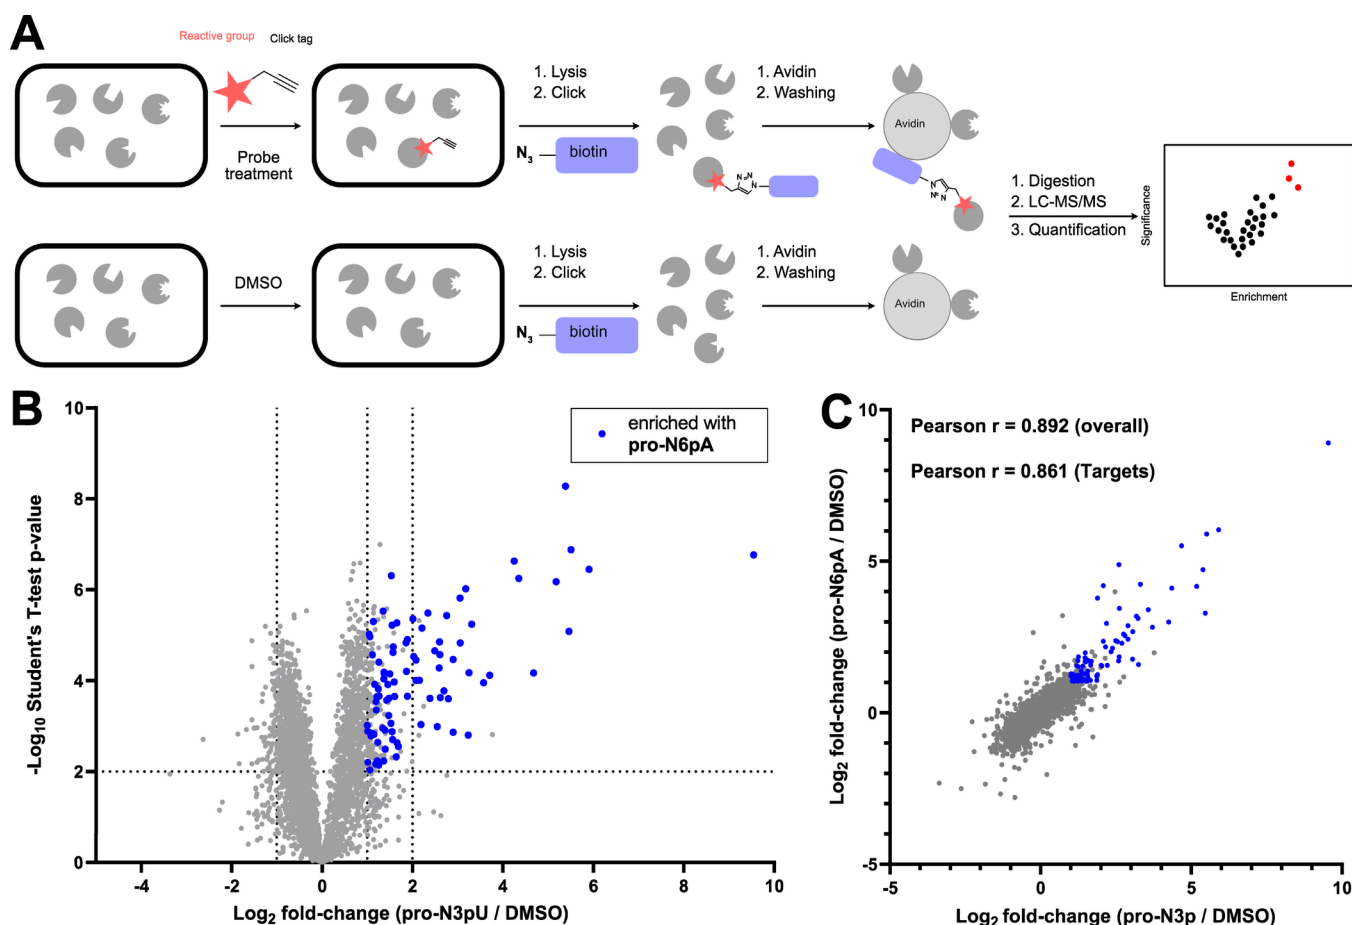 A
Reactive group
Click tag
Probe
treatment
1. Lysis
2. Click
N3
biotin
N
N
N
1. Avidin
2. Washing
Avidin
N
N
N
1. Digestion
2. LC-MS/MS
3. Quantification
Significance
Enrichment
DMSO
1. Lysis
2. Click
N3
biotin
1. Avidin
2. Washing
Avidin
B
10
8
6
4
2
0
-4
-2
0
2
4
6
8
10
-Log10 Student's T-test p-value
Log2 fold-change (pro-N3pU / DMSO)
enriched with
pro-N6pA
C
Pearson r = 0.892 (overall)
Pearson r = 0.861 (Targets)
10
5
0
-5
-5
0
5
10
Log2 fold-change (pro-N6pA / DMSO)
Log2 fold-change (pro-N3p / DMSO)